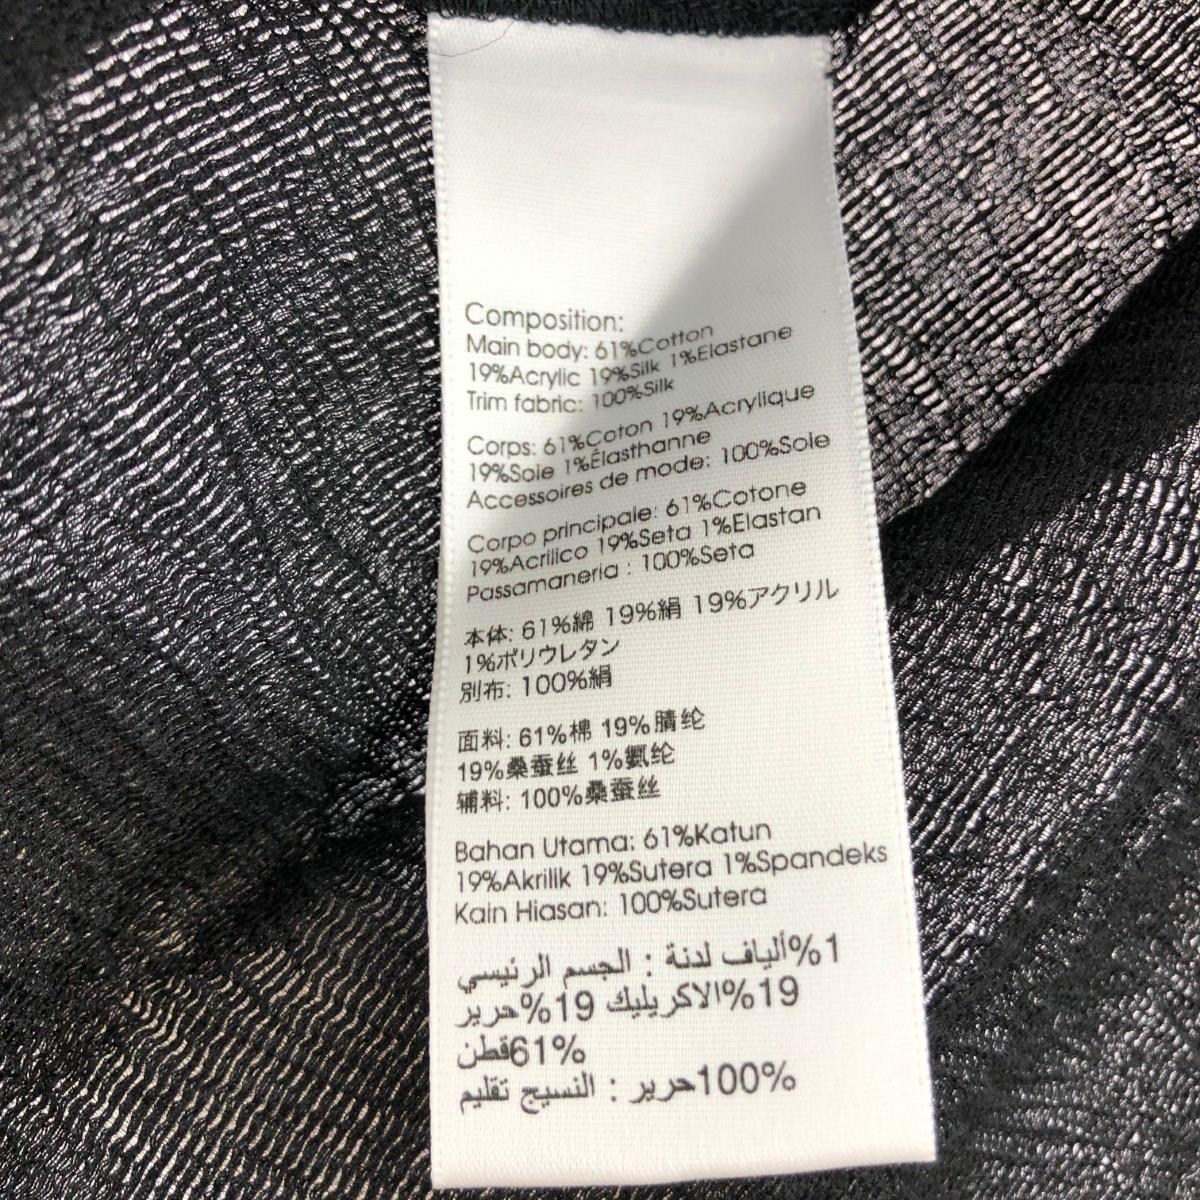 Composition:
Main body: 61%Cotton
19%Acrylic 19%Silk 1%Elastane
Trim fabric: 100%Silk
Corps: 61%Coton 19%Acrylique
19%Soie 1%Élasthanne
Accessoires de mode: 100%Soie
Corpo principale: 61%Cotone
19%Acrilico 19%Seta 1%Elastan
Passamaneria : 100%Seta
本体: 61%綿 19%絹 19%アクリル
1%ポリウレタン
別布: 100%絹
面料: 61%棉 19%腈纶
19%桑蚕丝 1%氨纶
辅料: 100%桑蚕丝
Bahan Utama: 61%Katun
19%Akrilik 19%Sutera 1%Spandeks
Kain Hiasan: 100%Sutera
الجسم الرئيسي : ألياف لدنة%1
حرير%19 الاكريليك%19
قطن61%
النسيج تقليم : حرير100%